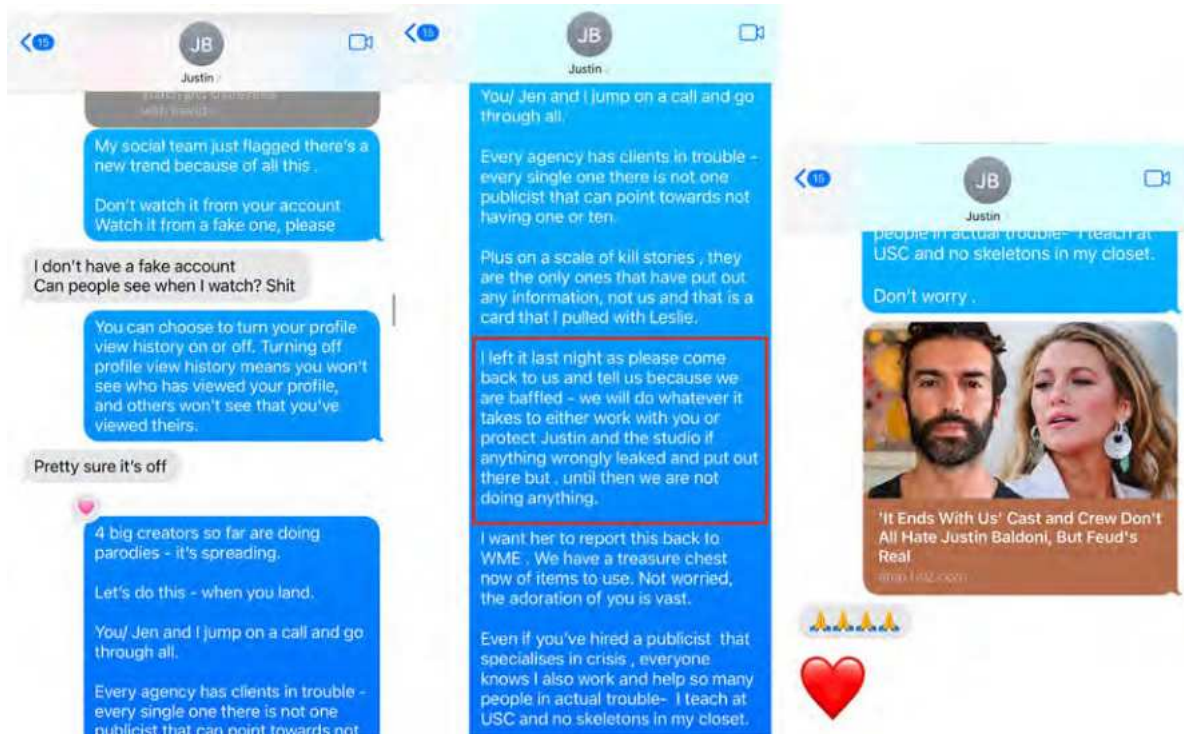 15
JB
Justin
My social team just flagged there's a
new trend because of all this .
Don't watch it from your account
Watch it from a fake one, please
I don't have a fake account
Can people see when I watch? Shit
You can choose to turn your profile
view history on or off. Turning off
profile view history means you won't
see who has viewed your profile,
and others won't see that you've
viewed theirs.
Pretty sure it's off
4 big creators so far are doing
parodies - it's spreading.
Let's do this - when you land.
You/ Jen and I jump on a call and go
through all.
Every agency has clients in trouble -
every single one there is not one
publicist that can point towards not
15
JB
Justin
You/ Jen and I jump on a call and go
through all.
Every agency has clients in trouble -
every single one there is not one
publicist that can point towards not
having one or ten.
Plus on a scale of kill stories , they
are the only ones that have put out
any information, not us and that is a
card that I pulled with Leslie.
I left it last night as please come
back to us and tell us because we
are baffled - we will do whatever it
takes to either work with you or
protect Justin and the studio if
anything wrongly leaked and put out
there but , until then we are not
doing anything.
I want her to report this back to
WME . We have a treasure chest
now of items to use. Not worried,
the adoration of you is vast.
Even if you've hired a publicist that
specialises in crisis , everyone
knows I also work and help so many
people in actual trouble- I teach at
USC and no skeletons in my closet.
15
JB
Justin
people in actual trouble- I teach at
USC and no skeletons in my closet.
Don't worry .
'It Ends With Us' Cast and Crew Don't
All Hate Justin Baldoni, But Feud's
Real